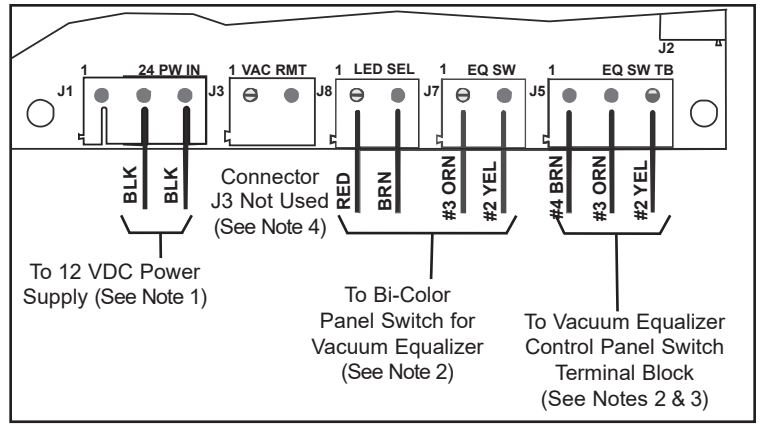 J2
1 24 PW IN
J1
J3
1 VAC RMT
J8
1 LED SEL
J7
1 EQ SW
J5
1 EQ SW TB
BLK
BLK
RED
BRN
#3 ORN
#2 YEL
#4 BRN
#3 ORN
#2 YEL
Connector
J3 Not Used
(See Note 4)
To 12 VDC Power
Supply (See Note 1)
To Bi-Color
Panel Switch for
Vacuum Equalizer
(See Note 2)
To Vacuum Equalizer
Control Panel Switch
Terminal Block
(See Notes 2 & 3)